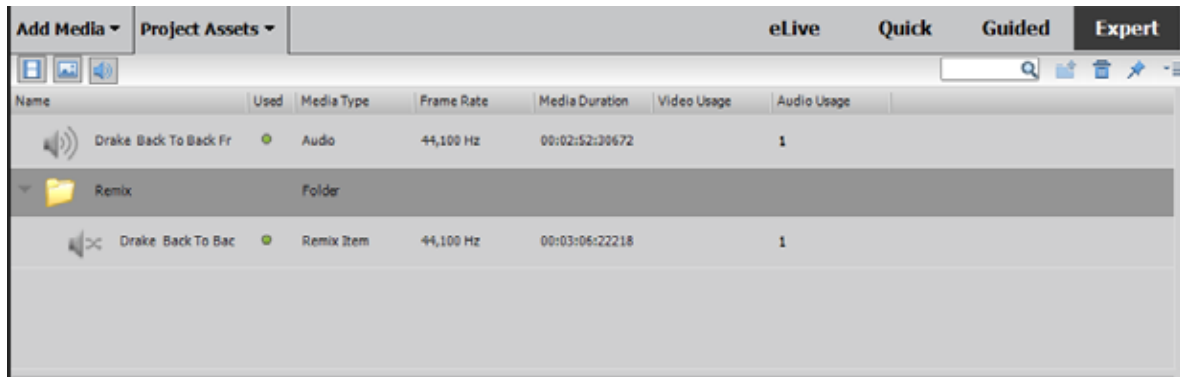 Add Media Project Assets eLive Quick Guided Expert
Name Used Media Type Frame Rate Media Duration Video Usage Audio Usage
Drake Back To Back Fr Audio 44,100 Hz 00:02:52:30672 1
Remix Folder
Drake Back To Bac Remix Item 44,100 Hz 00:03:06:22218 1